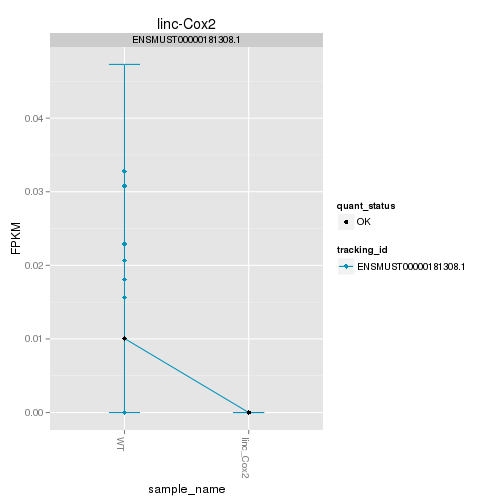 linc-Cox2
ENSMUST00000181308.1
FPKM
0.04
0.03
0.02
0.01
0.00
WT
linc_Cox2
sample_name
quant_status
OK
tracking_id
ENSMUST00000181308.1